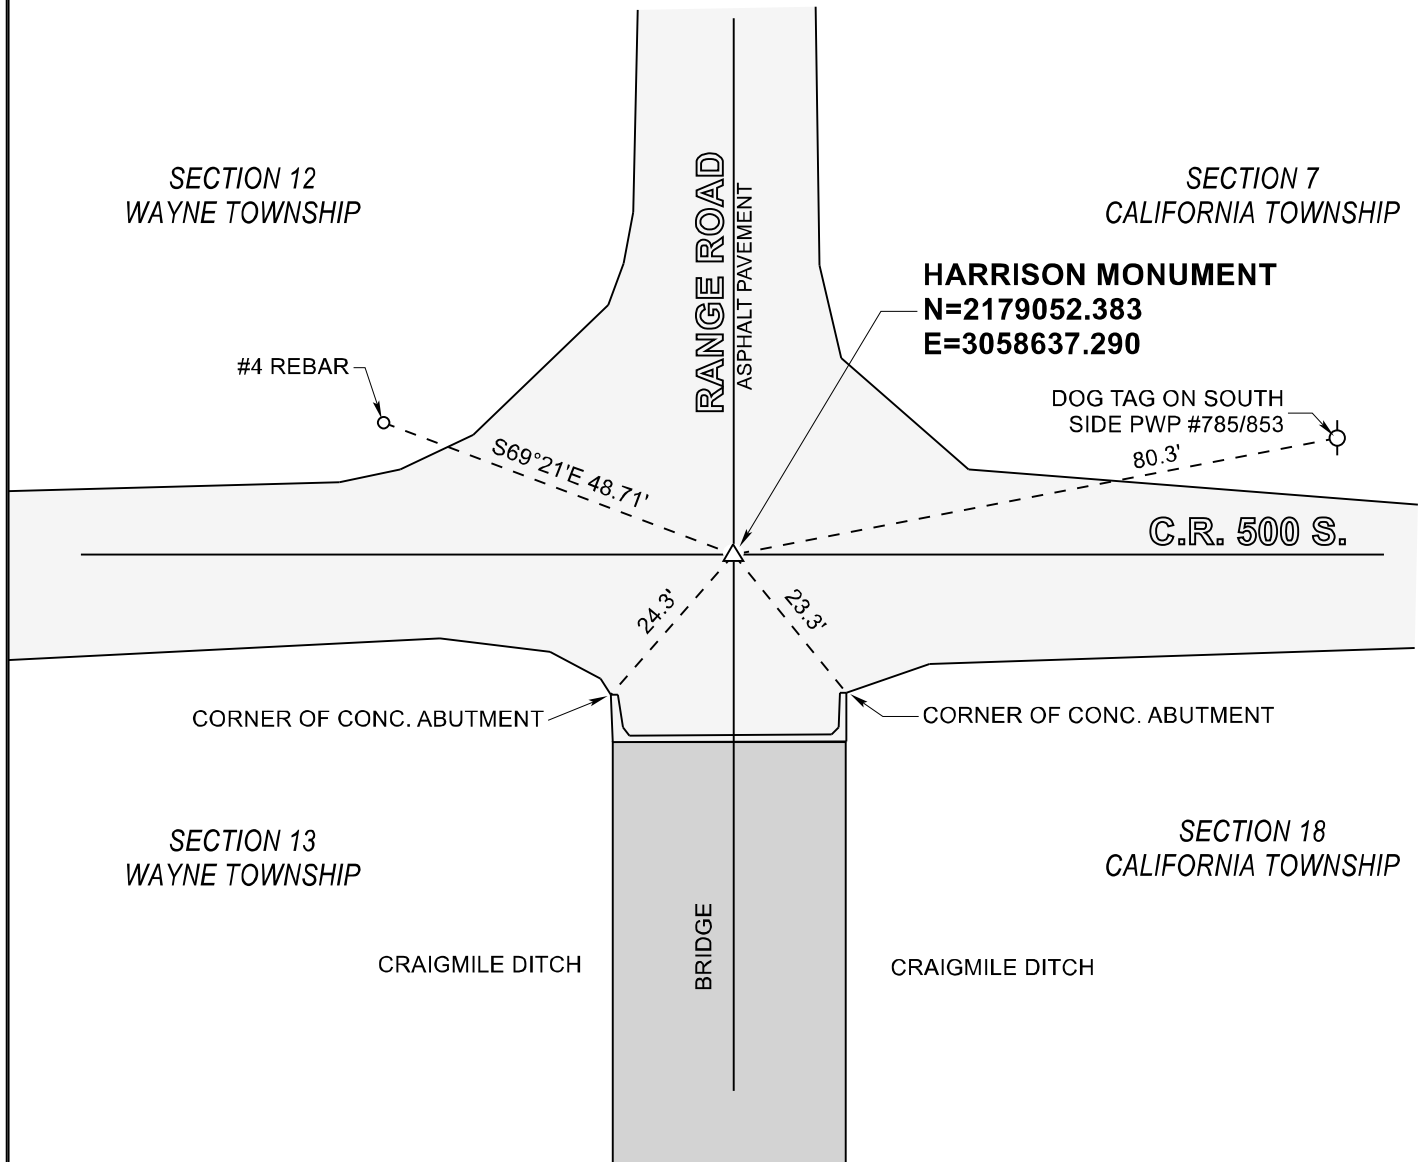 SECTION 12
WAYNE TOWNSHIP
SECTION 7
CALIFORNIA TOWNSHIP
RANGE ROAD
ASPHALT PAVEMENT
HARRISON MONUMENT
N=2179052.383
E=3058637.290
#4 REBAR
DOG TAG ON SOUTH
SIDE PWP #785/853
S69°21'E 48.71'
80.3'
C.R. 500 S.
24.3'
23.3'
CORNER OF CONC. ABUTMENT
CORNER OF CONC. ABUTMENT
SECTION 13
WAYNE TOWNSHIP
SECTION 18
CALIFORNIA TOWNSHIP
BRIDGE
CRAIGMILE DITCH
CRAIGMILE DITCH